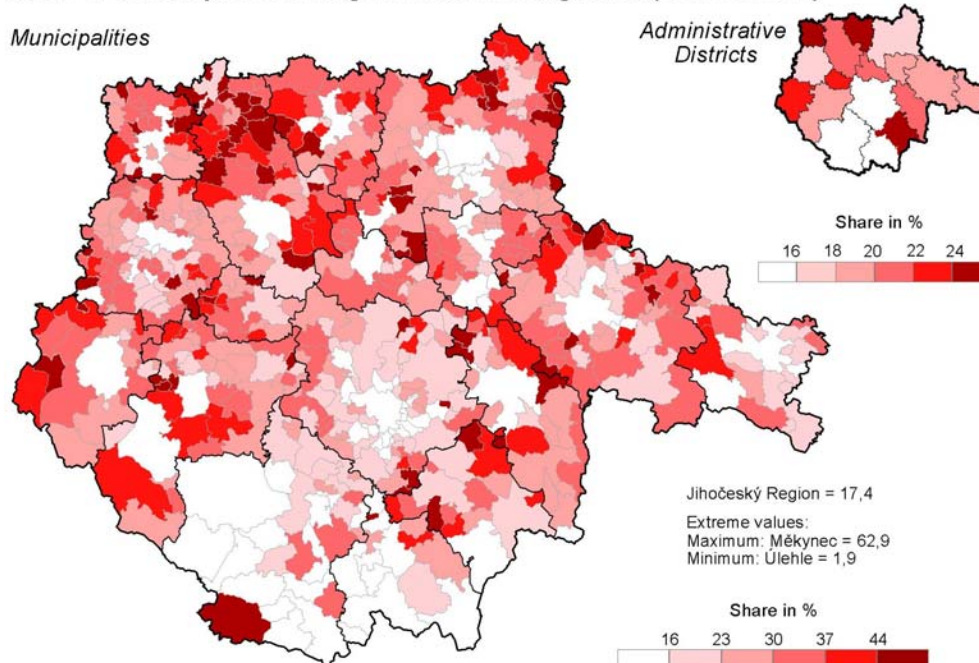 Municipalities
Administrative
Districts
Share in %
16 18 20 22 24
Jihočeský Region = 17,4
Extreme values:
Maximum: Měkynec = 62,9
Minimum: Úlehle = 1,9
Share in %
16 23 30 37 44